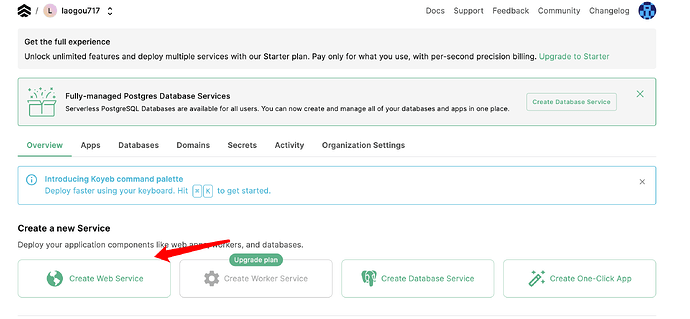 / L laogou717
Docs Support Feedback Community Changelog
Get the full experience
Unlock unlimited features and deploy multiple services with our Starter plan. Pay only for what you use, with per-second precision billing. Upgrade to Starter
Fully-managed Postgres Database Services
Serverless PostgreSQL Databases are available for all users. You can now create and manage all of your databases and apps in one place.
Create Database Service
Overview Apps Databases Domains Secrets Activity Organization Settings
Introducing Koyeb command palette
Deploy faster using your keyboard. Hit ⌘ K to get started.
Create a new Service
Deploy your application components like web apps, workers, and databases.
Upgrade plan
Create Web Service
Create Worker Service
Create Database Service
Create One-Click App